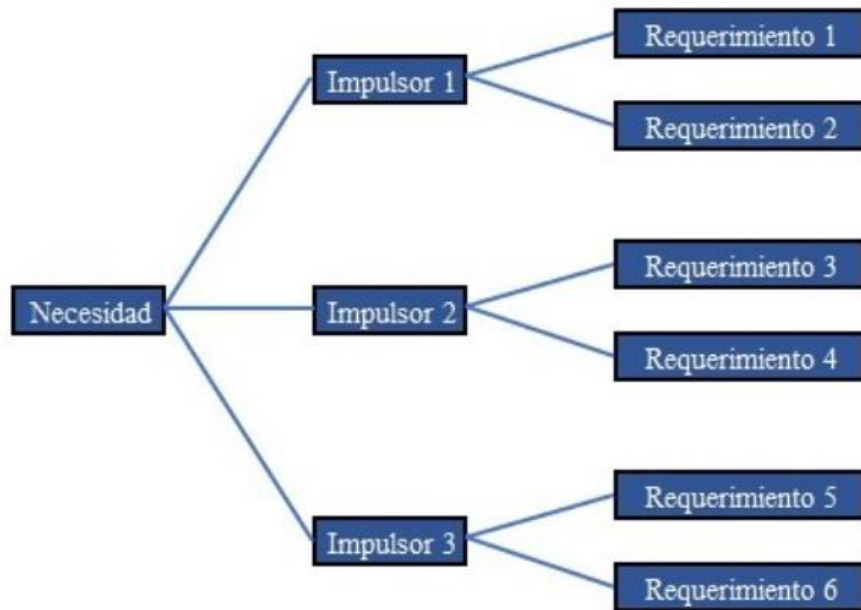 Necesidad
Impulsor 1
Requerimiento 1
Requerimiento 2
Impulsor 2
Requerimiento 3
Requerimiento 4
Impulsor 3
Requerimiento 5
Requerimiento 6